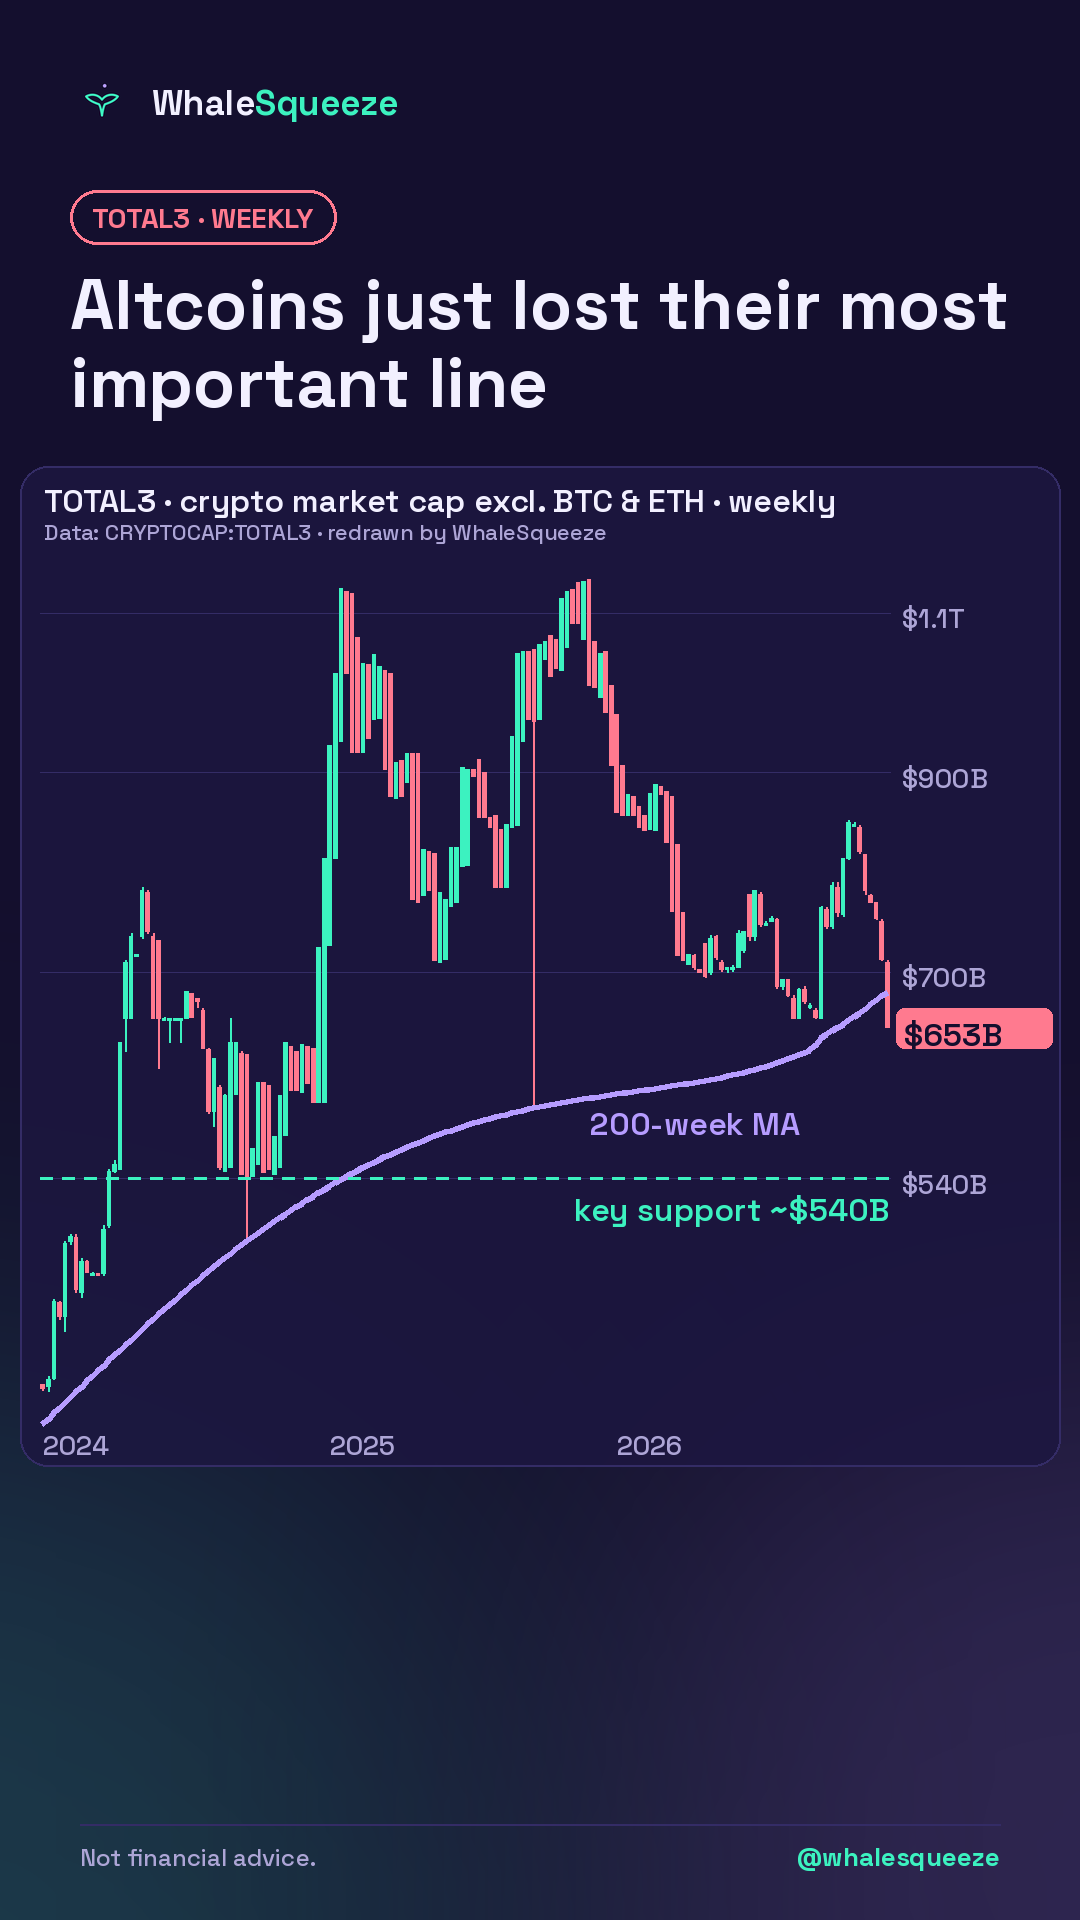 WhaleSqueeze
TOTAL3 · WEEKLY
Altcoins just lost their most
important line
TOTAL3 · crypto market cap excl. BTC & ETH · weekly
Data: CRYPTOCAP:TOTAL3 · redrawn by WhaleSqueeze
$1.1T
$900B
$700B
$653B
200-week MA
$540B
key support ~$540B
2024 2025 2026
Not financial advice. @whalesqueeze